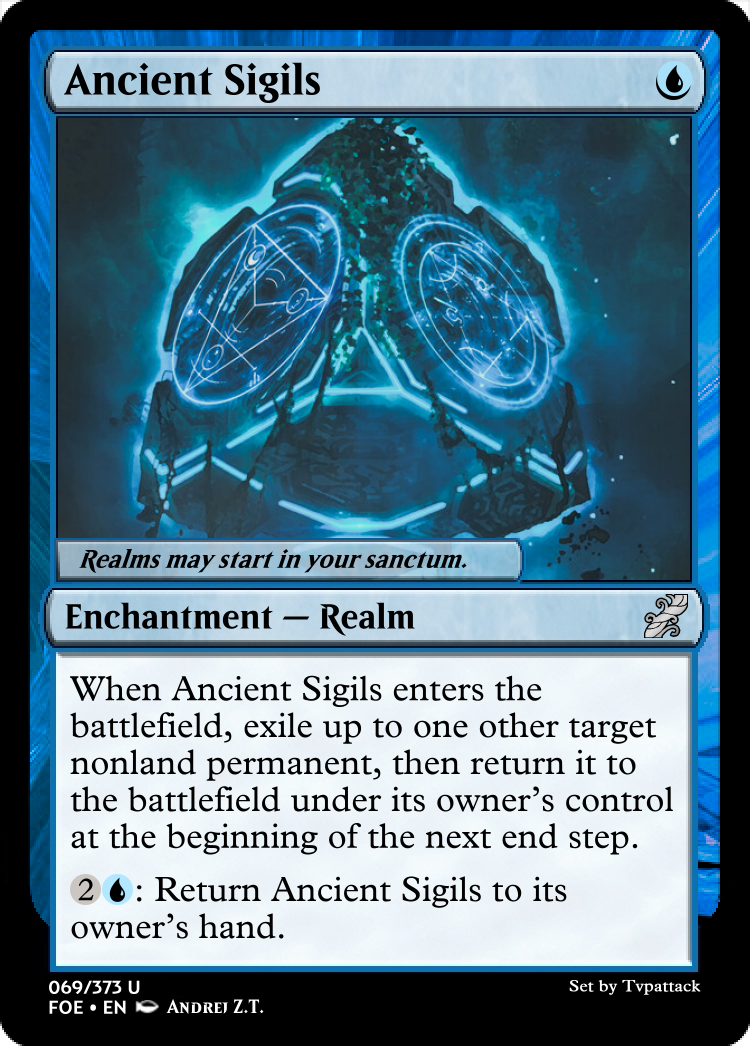 Ancient Sigils
Realms may start in your sanctum.
Enchantment — Realm
When Ancient Sigils enters the
battlefield, exile up to one other target
nonland permanent, then return it to
the battlefield under its owner’s control
at the beginning of the next end step.
2: Return Ancient Sigils to its
owner’s hand.
069/373 U
Set by Tvpattack
FOE • EN Andrej Z.T.